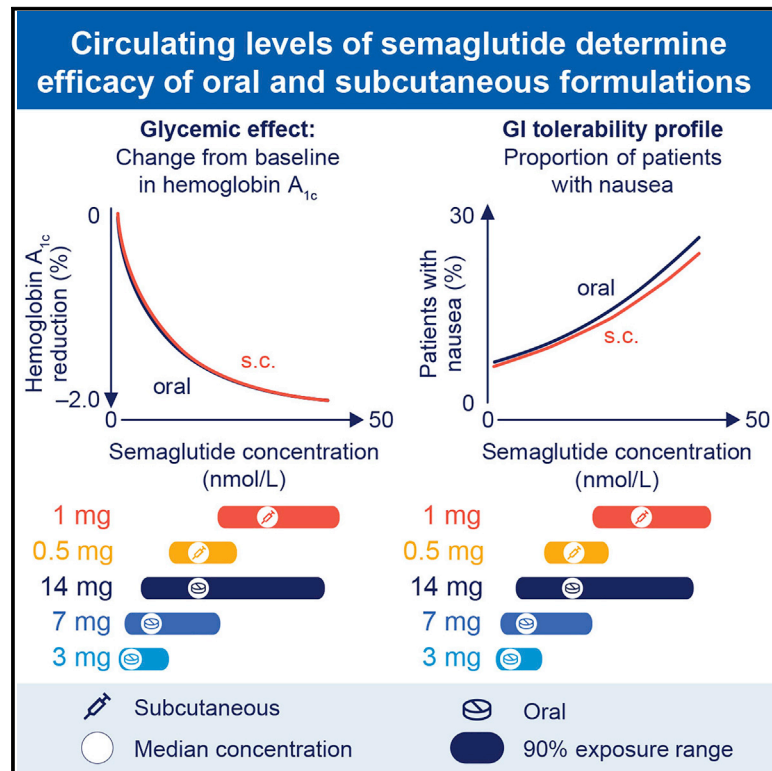 Circulating levels of semaglutide determine
efficacy of oral and subcutaneous formulations
Glycemic effect:
Change from baseline
in hemoglobin A1c
0
Hemoglobin A1c
reduction (%)
–2.0
oral
s.c.
0
50
Semaglutide concentration
(nmol/L)
1 mg
0.5 mg
14 mg
7 mg
3 mg
GI tolerability profile
Proportion of patients
with nausea
30
Patients with
nausea (%)
0
oral
s.c.
0
50
Semaglutide concentration
(nmol/L)
1 mg
0.5 mg
14 mg
7 mg
3 mg
Subcutaneous
Oral
Median concentration
90% exposure range